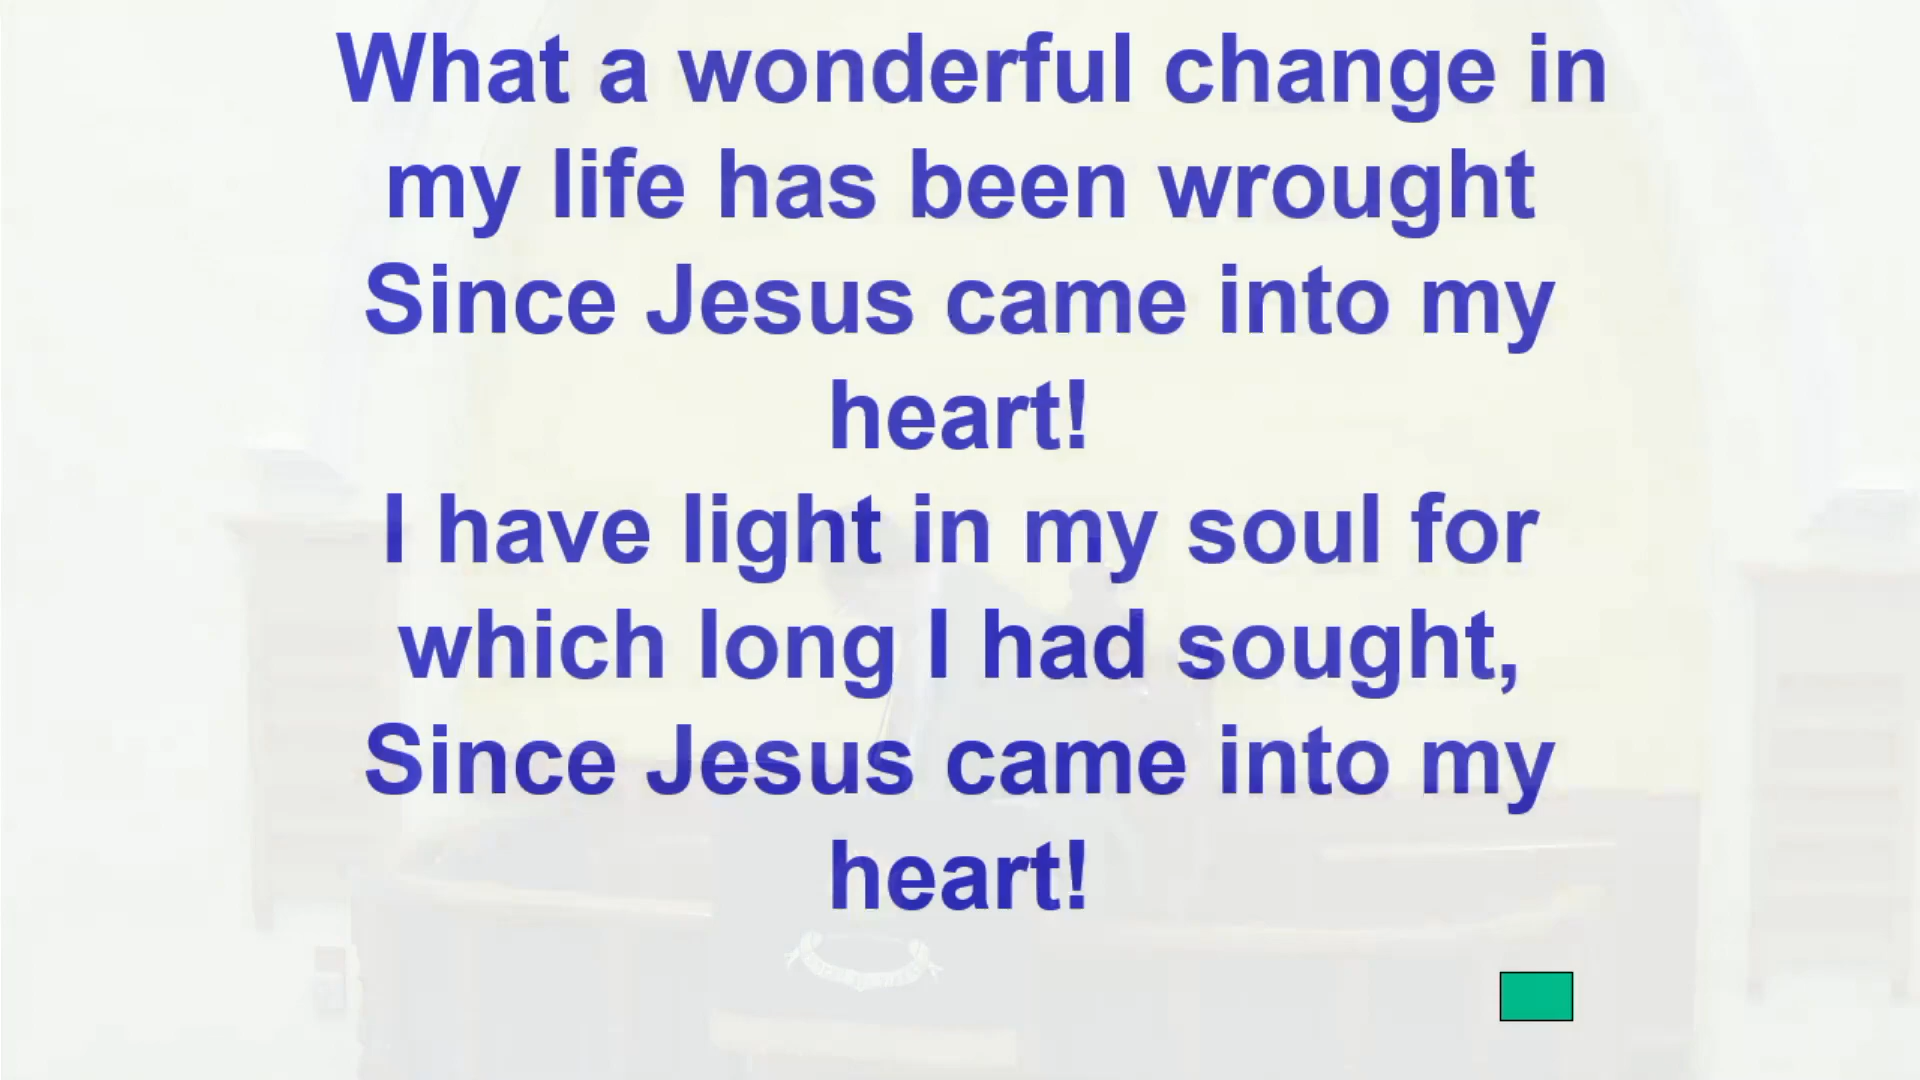 What a wonderful change in
my life has been wrought
Since Jesus came into my
heart!
I have light in my soul for
which long I had sought,
Since Jesus came into my
heart!